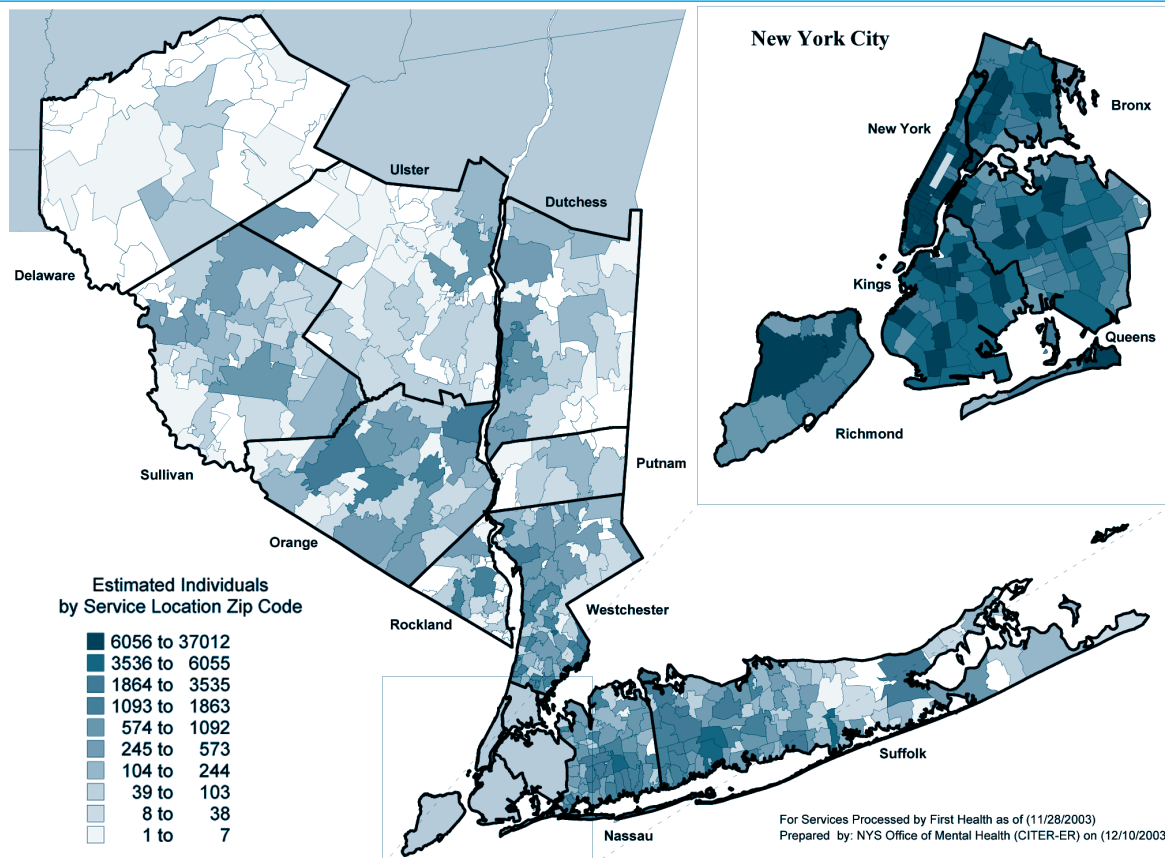 New York City
Bronx
New York
Ulster
Dutchess
Delaware
Kings
Queens
Richmond
Sullivan
Putnam
Orange
Estimated Individuals
by Service Location Zip Code
Westchester
Rockland
6056 to 37012
3536 to 6055
1864 to 3535
1093 to 1863
574 to 1092
245 to 573
104 to 244
39 to 103
8 to 38
1 to 7
Suffolk
Nassau
For Services Processed by First Health as of (11/28/2003)
Prepared by: NYS Office of Mental Health (CITER-ER) on (12/10/2003